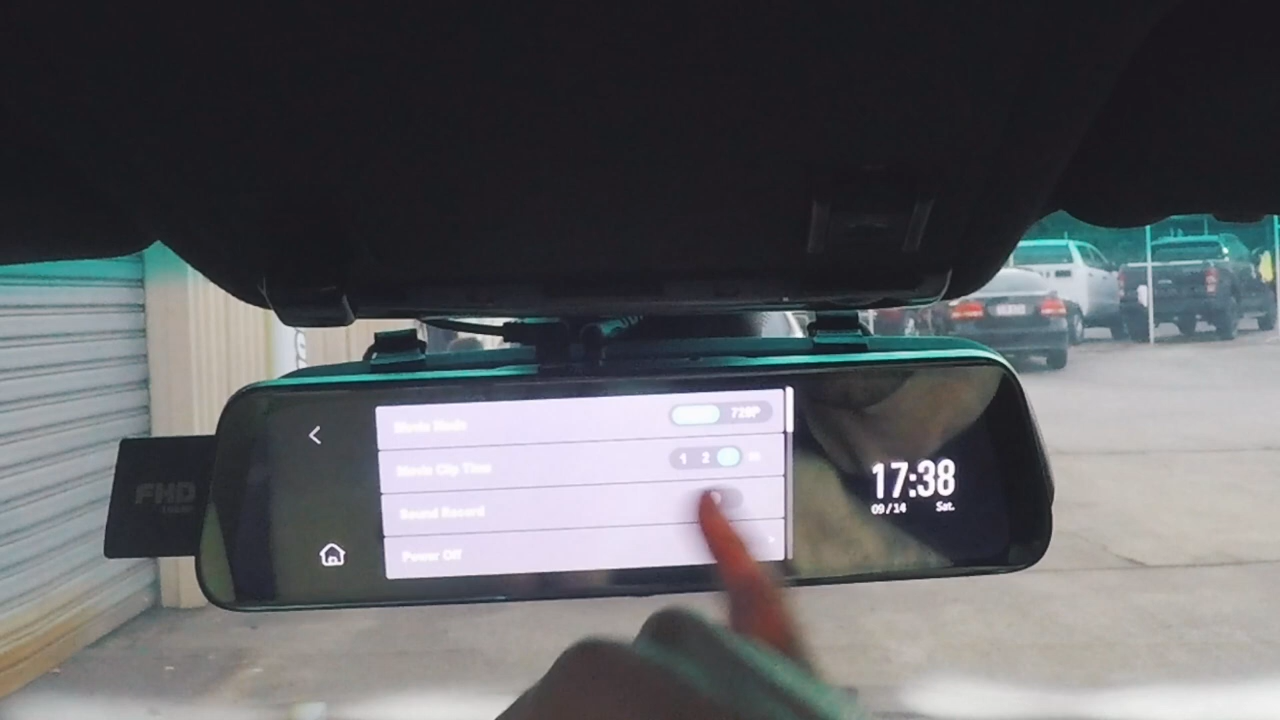 Movie Mode 720P
Movie Clip Time 1 2 m
Sound Record
Power Off
17:38
09/14 Sat.
FHD